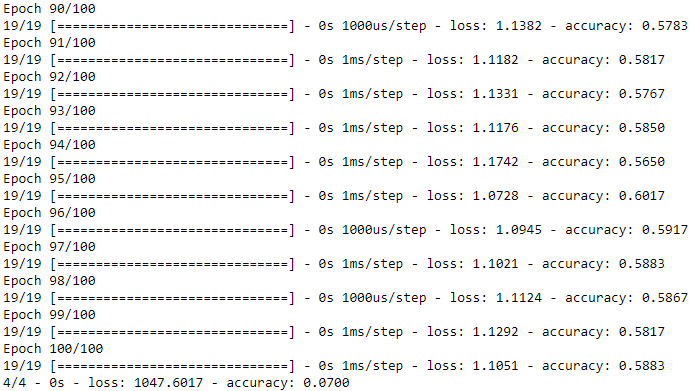 Epoch 90/100
19/19 [==============================] - 0s 1000us/step - loss: 1.1382 - accuracy: 0.5783
Epoch 91/100
19/19 [==============================] - 0s 1ms/step - loss: 1.1182 - accuracy: 0.5817
Epoch 92/100
19/19 [==============================] - 0s 1ms/step - loss: 1.1331 - accuracy: 0.5767
Epoch 93/100
19/19 [==============================] - 0s 1ms/step - loss: 1.1176 - accuracy: 0.5850
Epoch 94/100
19/19 [==============================] - 0s 1ms/step - loss: 1.1742 - accuracy: 0.5650
Epoch 95/100
19/19 [==============================] - 0s 1ms/step - loss: 1.0728 - accuracy: 0.6017
Epoch 96/100
19/19 [==============================] - 0s 1000us/step - loss: 1.0945 - accuracy: 0.5917
Epoch 97/100
19/19 [==============================] - 0s 1ms/step - loss: 1.1021 - accuracy: 0.5883
Epoch 98/100
19/19 [==============================] - 0s 1000us/step - loss: 1.1124 - accuracy: 0.5867
Epoch 99/100
19/19 [==============================] - 0s 1ms/step - loss: 1.1292 - accuracy: 0.5817
Epoch 100/100
19/19 [==============================] - 0s 1ms/step - loss: 1.1051 - accuracy: 0.5883
4/4 - 0s - loss: 1047.6017 - accuracy: 0.0700